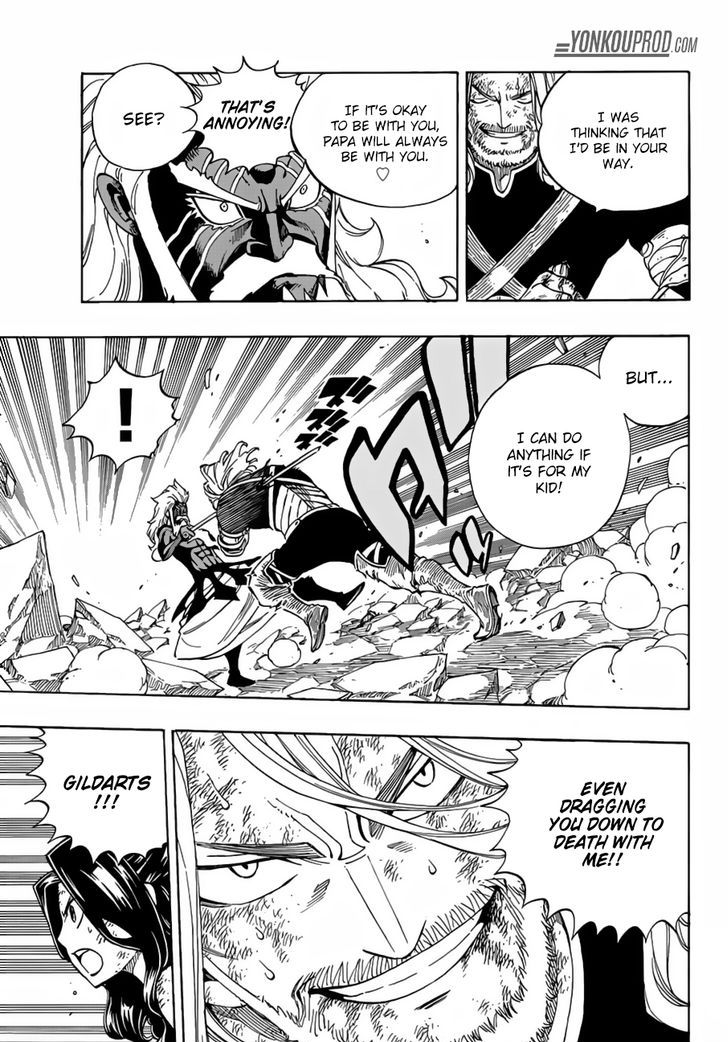 =YONKOUPROD.COM
I WAS
THINKING THAT
I'D BE IN YOUR
WAY.
IF IT'S OKAY
TO BE WITH YOU,
PAPA WILL ALWAYS
BE WITH YOU.
♡
THAT'S
ANNOYING!
SEE?
BUT...
I CAN DO
ANYTHING IF
IT'S FOR MY
KID!
!
EVEN
DRAGGING
YOU DOWN TO
DEATH WITH
ME!!
GILDARTS
!!!